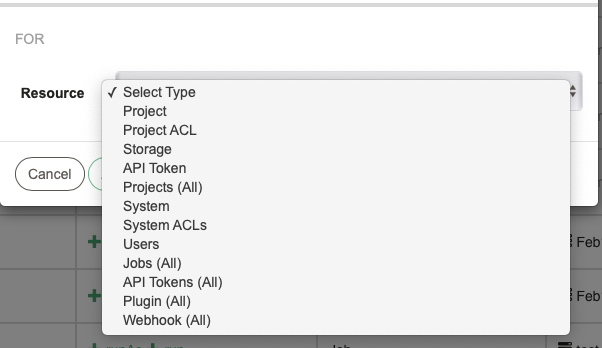 FOR
Resource
✓ Select Type
Project
Project ACL
Storage
API Token
Projects (All)
System
System ACLs
Users
Jobs (All)
API Tokens (All)
Plugin (All)
Webhook (All)
Cancel
Feb
Feb